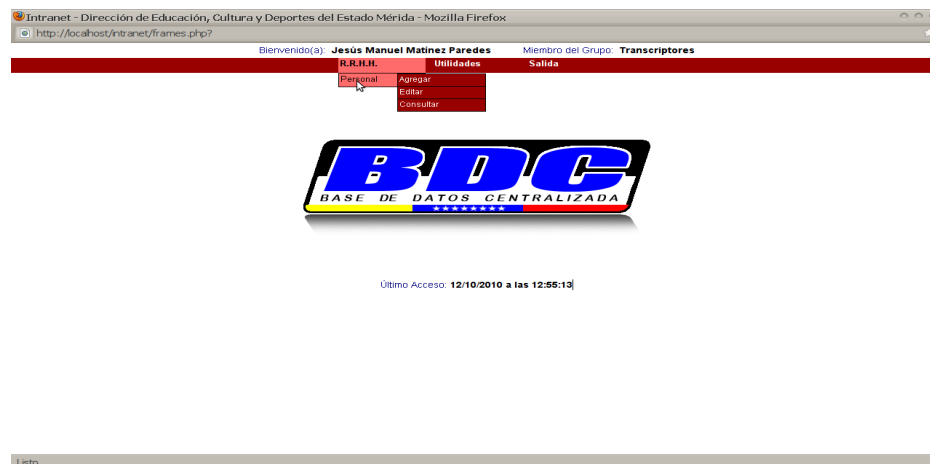 Intranet - Dirección de Educación, Cultura y Deportes del Estado Mérida - Mozilla Firefox
http://localhost/intranet/frames.php?
Bienvenido(a): Jesús Manuel Matínez Paredes Miembro del Grupo: Transcriptores
R.R.H.H. Utilidades Salida
Personal Agregar
Editar
Consultar
BDC
BASE DE DATOS CENTRALIZADA
Último Acceso: 12/10/2010 a las 12:55:13
Listo